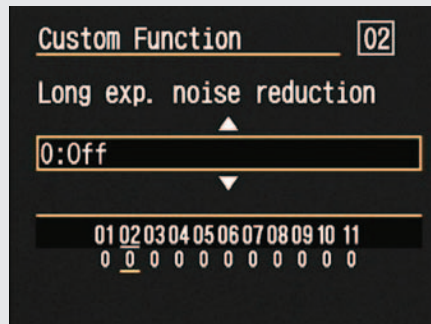 Custom Function 02
Long exp. noise reduction
0:Off
01 02 03 04 05 06 07 08 09 10 11
0 0 0 0 0 0 0 0 0 0 0